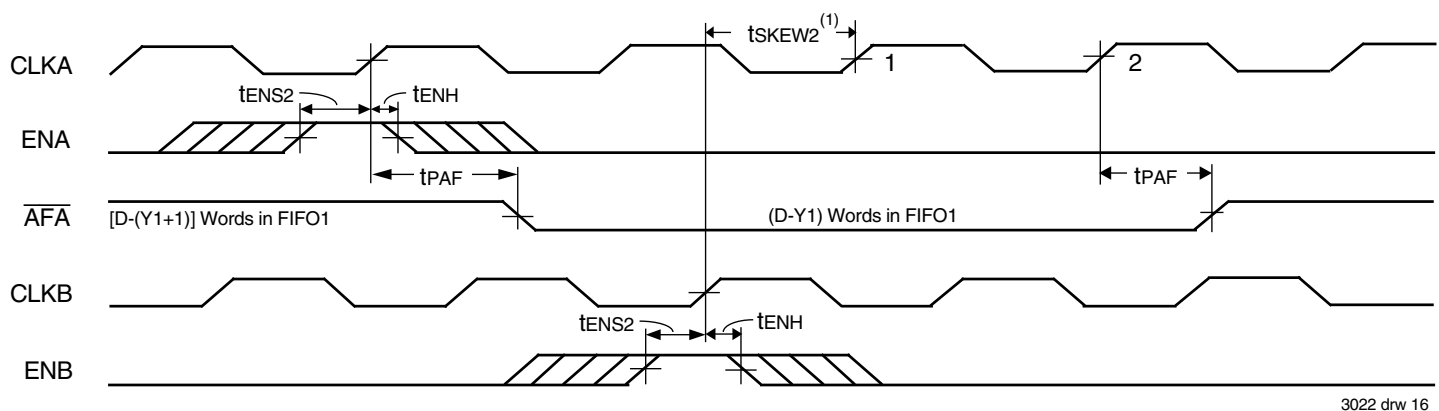 tSKEW2(1)
CLKA 1 2
tENS2 tENH
ENA
tPAF tPAF
AFA [D-(Y1+1)] Words in FIFO1 (D-Y1) Words in FIFO1
CLKB
tENS2 tENH
ENB
3022 drw 16